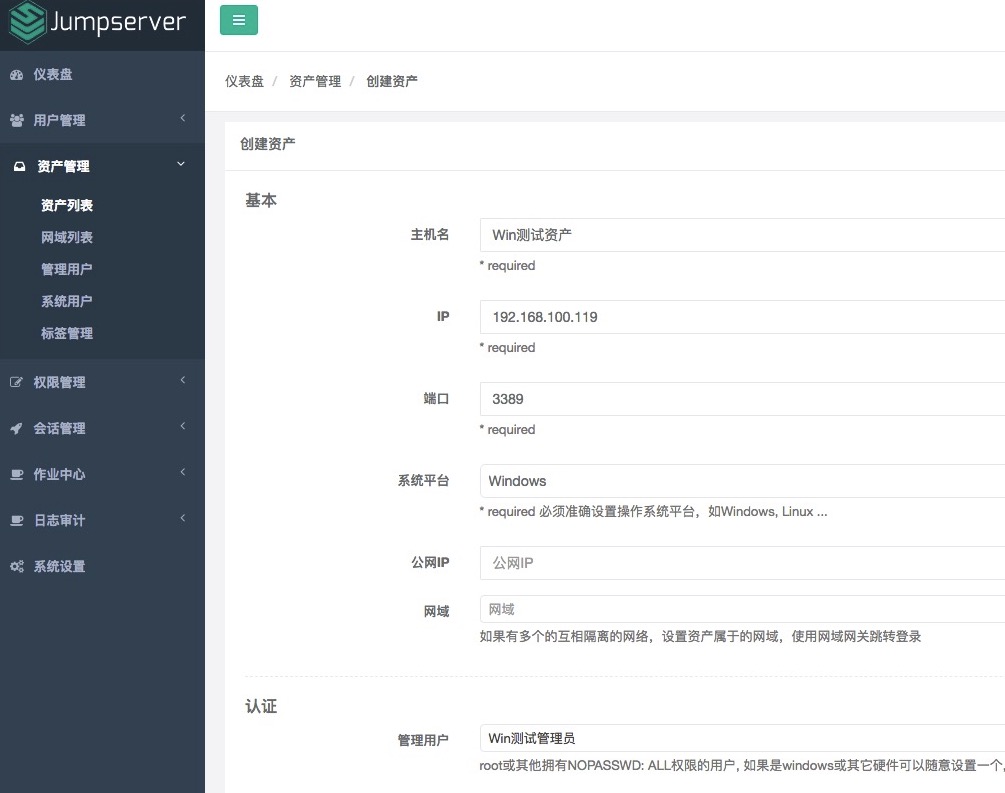 Jumpserver
仪表盘
用户管理
资产管理
资产列表
网域列表
管理用户
系统用户
标签管理
权限管理
会话管理
作业中心
日志审计
系统设置
仪表盘 / 资产管理 / 创建资产
创建资产
基本
主机名 Win测试资产
* required
IP 192.168.100.119
* required
端口 3389
* required
系统平台 Windows
* required 必须准确设置操作系统平台，如Windows, Linux ...
公网IP 公网IP
网域 网域
如果有多个的互相隔离的网络，设置资产属于的网域，使用网域网关跳转登录
认证
管理用户 Win测试管理员
root或其他拥有NOPASSWD: ALL权限的用户, 如果是windows或其它硬件可以随意设置一个,